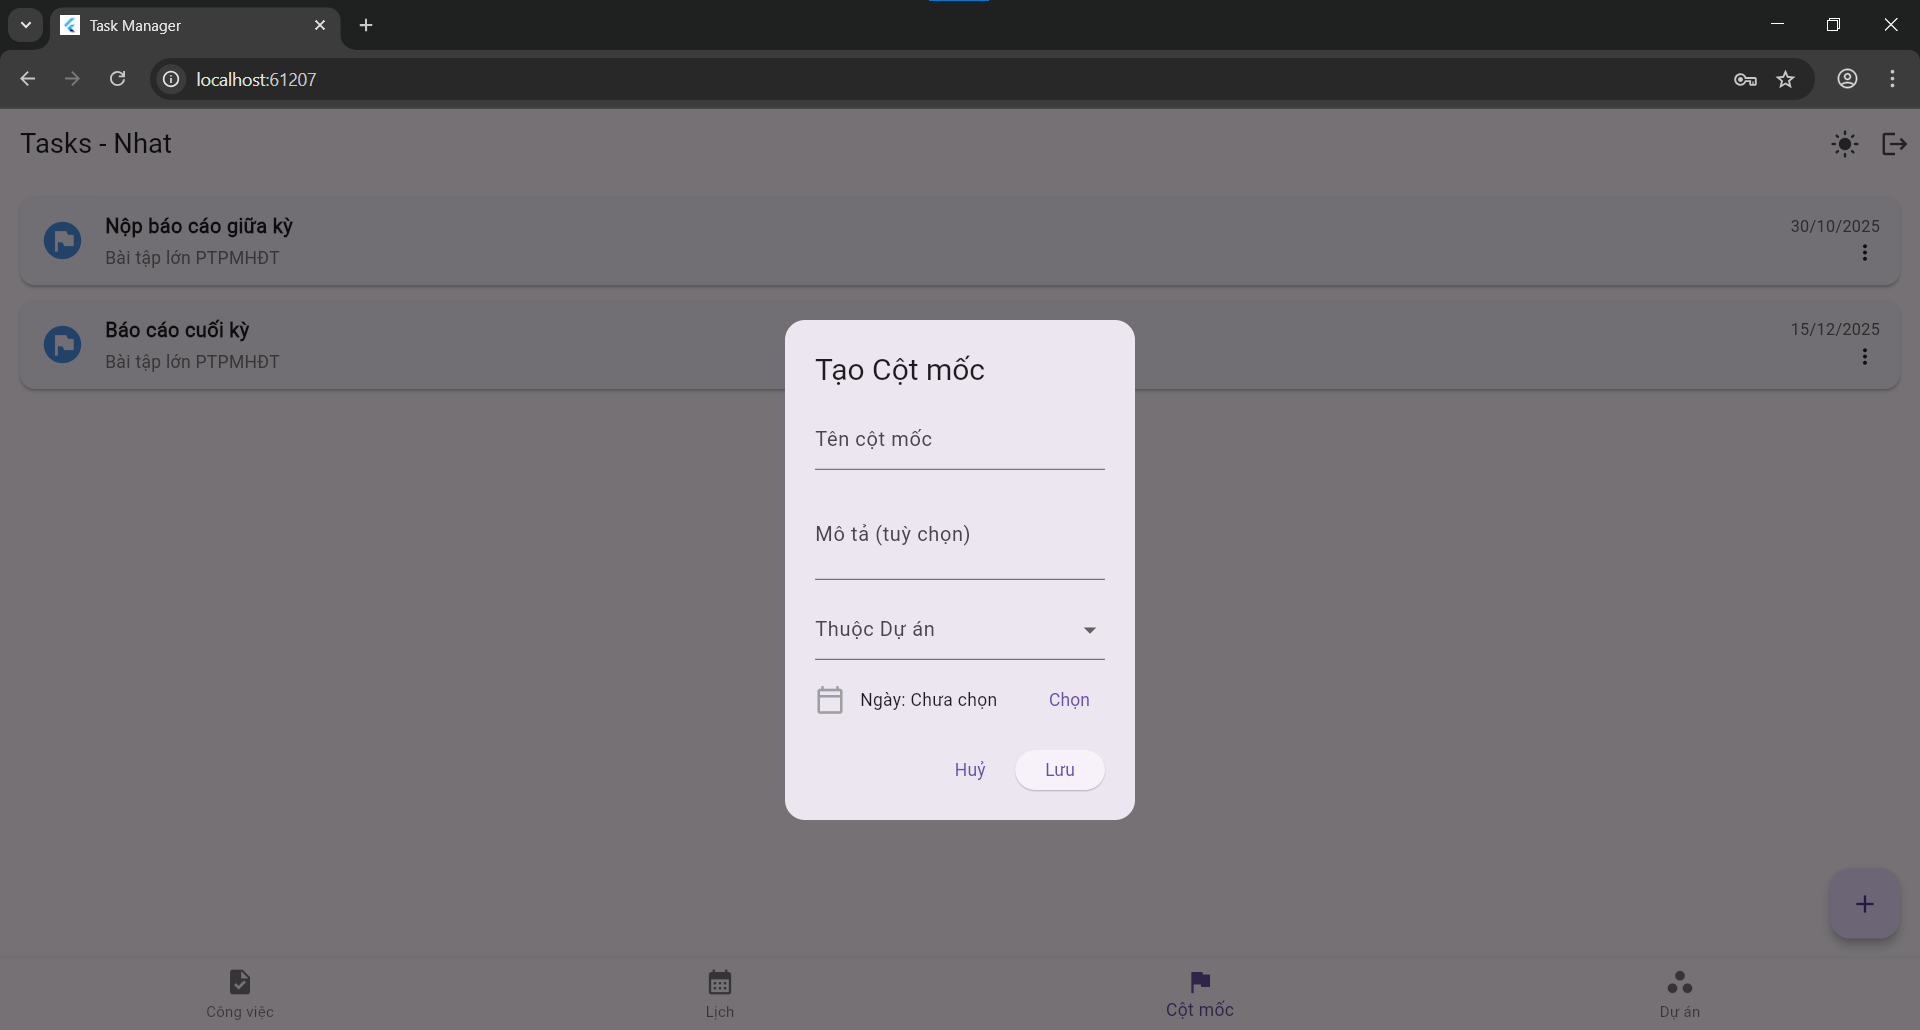 Task Manager
localhost:61207
Tasks - Nhat
Nộp báo cáo giữa kỳ
30/10/2025
Bài tập lớn PTPMHĐT
Báo cáo cuối kỳ
15/12/2025
Bài tập lớn PTPMHĐT
Tạo Cột mốc
Tên cột mốc
Mô tả (tuỳ chọn)
Thuộc Dự án
Ngày: Chưa chọn
Chọn
Huỷ
Lưu
Công việc
Lịch
Cột mốc
Dự án